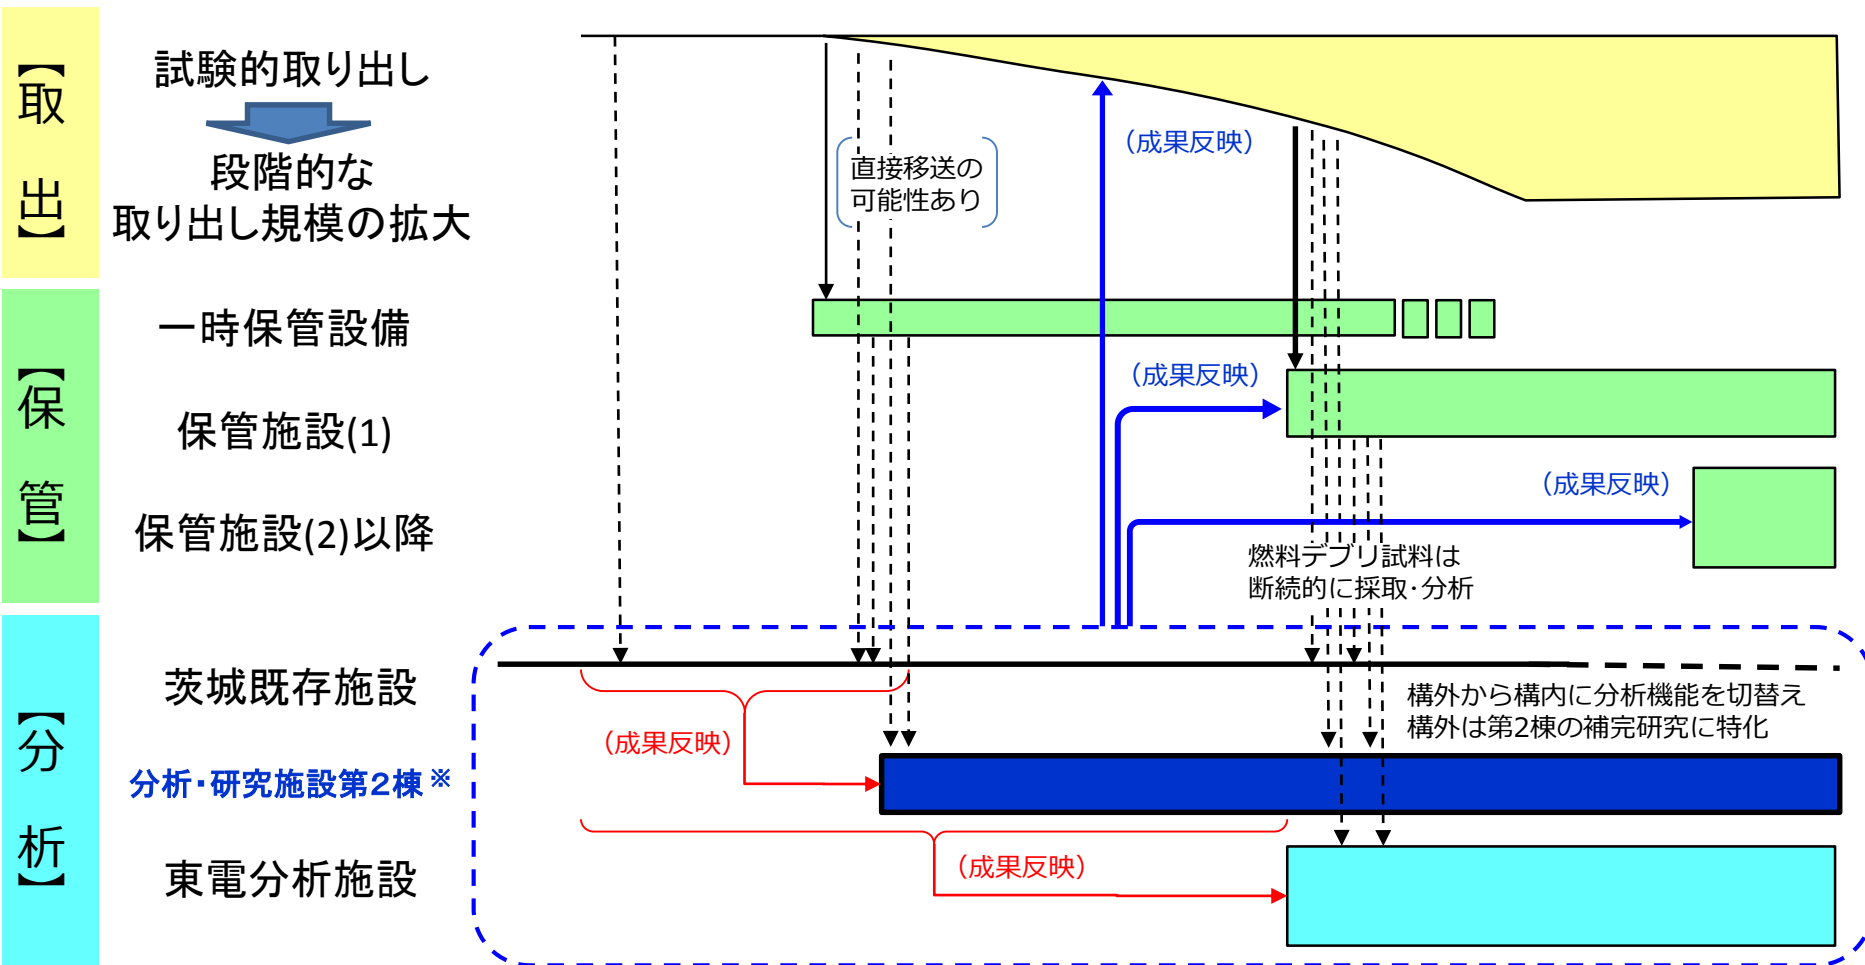 【取出】
試験的取り出し
段階的な
取り出し規模の拡大
直接移送の
可能性あり
（成果反映）
【保管】
一時保管設備
保管施設(1)
（成果反映）
保管施設(2)以降
（成果反映）
燃料デブリ試料は
断続的に採取･分析
【分析】
茨城既存施設
構外から構内に分析機能を切替え
構外は第2棟の補完研究に特化
（成果反映）
分析・研究施設第２棟※
東電分析施設
（成果反映）